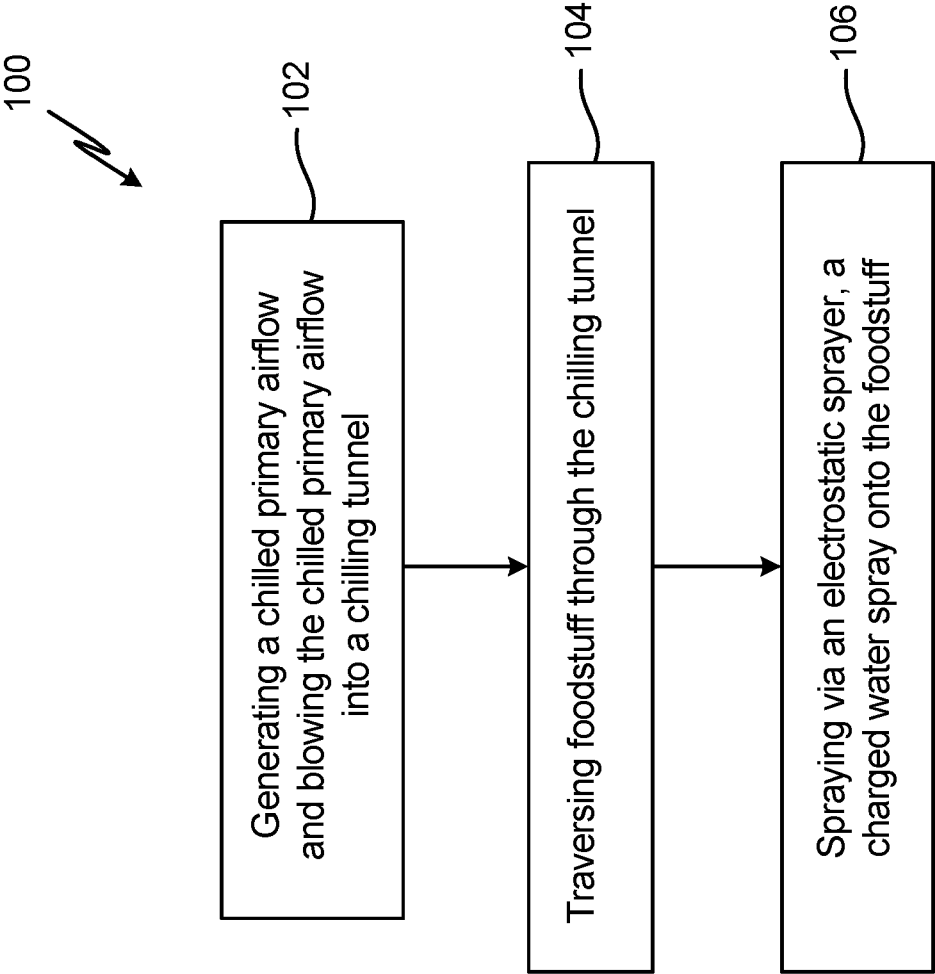 100
102
Generating a chilled primary airflow
and blowing the chilled primary airflow
into a chilling tunnel
104
Traversing foodstuff through the chilling tunnel
106
Spraying via an electrostatic sprayer, a
charged water spray onto the foodstuff